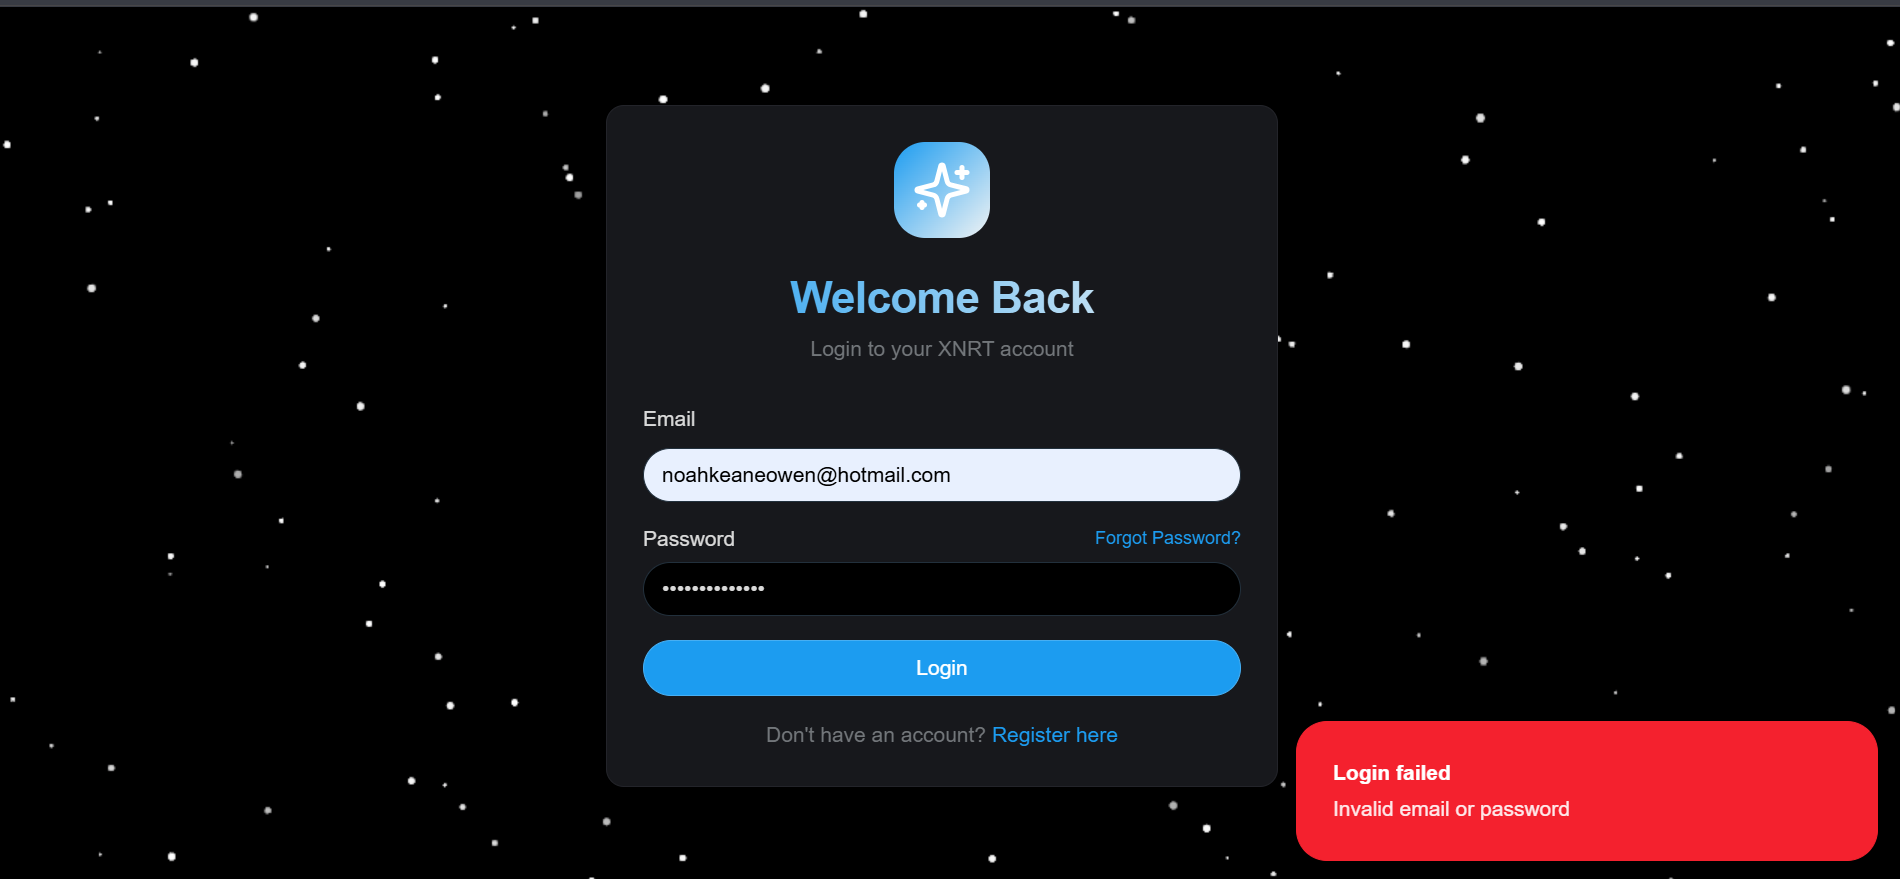 Welcome Back
Login to your XNRT account
Email
noahkeaneowen@hotmail.com
Password Forgot Password?
••••••••••••••
Login
Don't have an account? Register here
Login failed
Invalid email or password